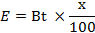 E = Bt × x/100